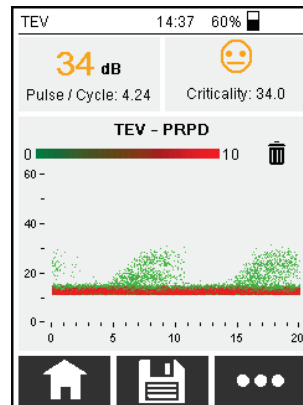 TEV 14:37 60%
34 dB
Pulse / Cycle: 4.24
Criticality: 34.0
TEV - PRPD
0 10
60
40
20
0
0 5 10 15 20